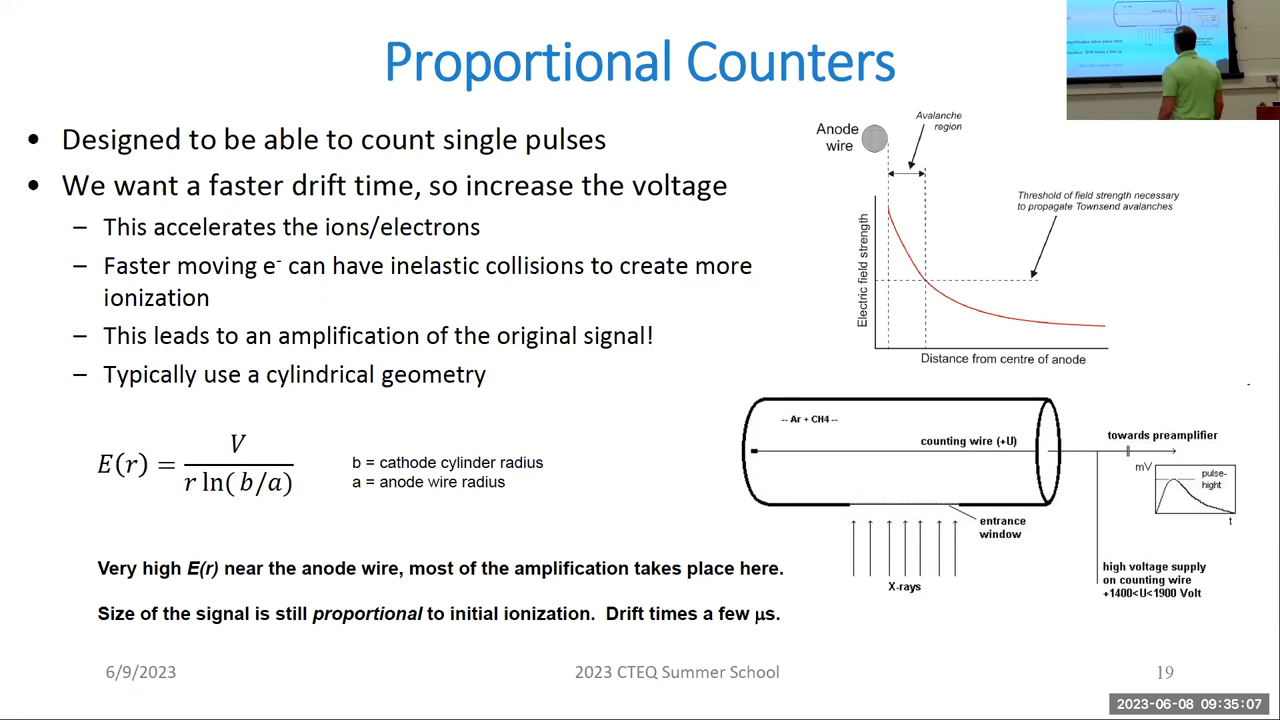 Proportional Counters
• Designed to be able to count single pulses
• We want a faster drift time, so increase the voltage
– This accelerates the ions/electrons
– Faster moving e- can have inelastic collisions to create more
ionization
– This leads to an amplification of the original signal!
– Typically use a cylindrical geometry
E(r) = V / r ln( b/a)
b = cathode cylinder radius
a = anode wire radius
Very high E(r) near the anode wire, most of the amplification takes place here.
Size of the signal is still proportional to initial ionization. Drift times a few µs.
Anode
wire
Avalanche
region
Threshold of field strength necessary
to propagate Townsend avalanches
Electric field strength
Distance from centre of anode
-- Ar + CH4 --
counting wire (+U)
towards preamplifier
mV
pulse-
hight
t
entrance
window
X-rays
high voltage supply
on counting wire
+1400<U<1900 Volt
6/9/2023
2023 CTEQ Summer School
19
2023-06-08 09:35:07